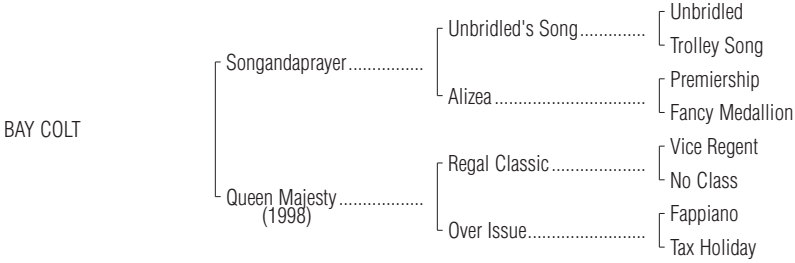 Unbridled
Unbridled's Song..............
Trolley Song
Songandaprayer................
Premiership
Alizea ................................
Fancy Medallion
BAY COLT
Vice Regent
Regal Classic ....................
No Class
Queen Majesty ..................
(1998)
Fappiano
Over Issue.........................
Tax Holiday